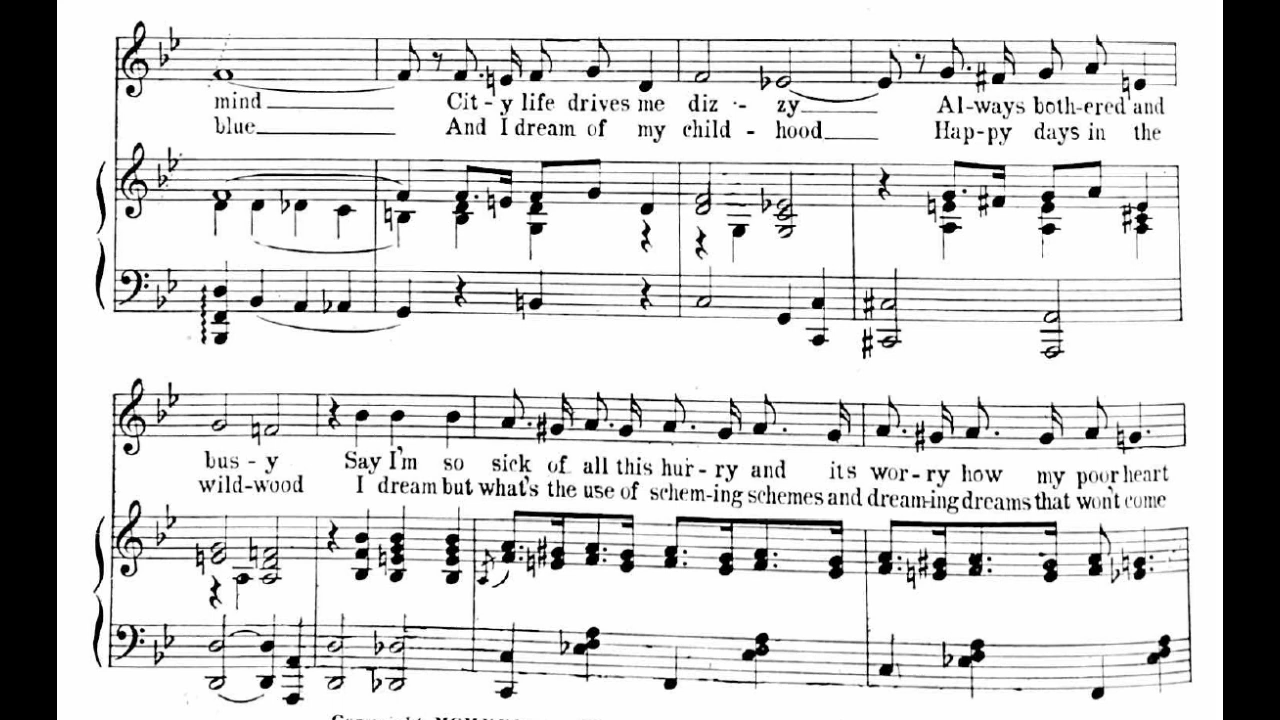 mind Cit - y life drives me diz - zy Al-ways both-ered and
blue And I dream of my child - hood Hap-py days in the
bus - y Say I'm so sick of all this hur - ry and its wor - ry how my poor heart
wild-wood I dream but what's the use of schem-ing schemes and dream-ing dreams that won't come